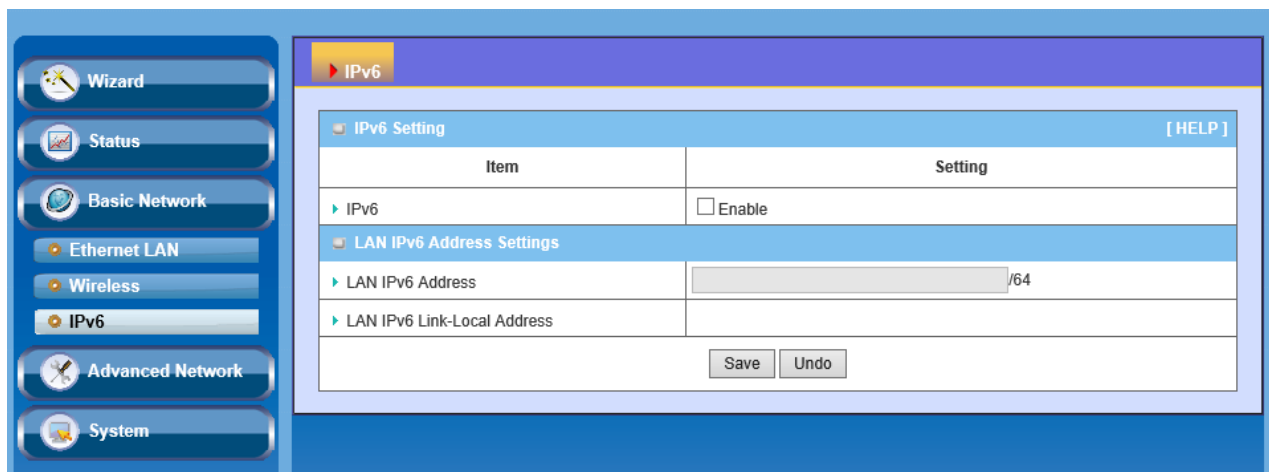 Wizard
Status
Basic Network
Ethernet LAN
Wireless
IPv6
Advanced Network
System
IPv6
IPv6 Setting [ HELP ]
Item Setting
IPv6 Enable
LAN IPv6 Address Settings
LAN IPv6 Address /64
LAN IPv6 Link-Local Address
Save Undo